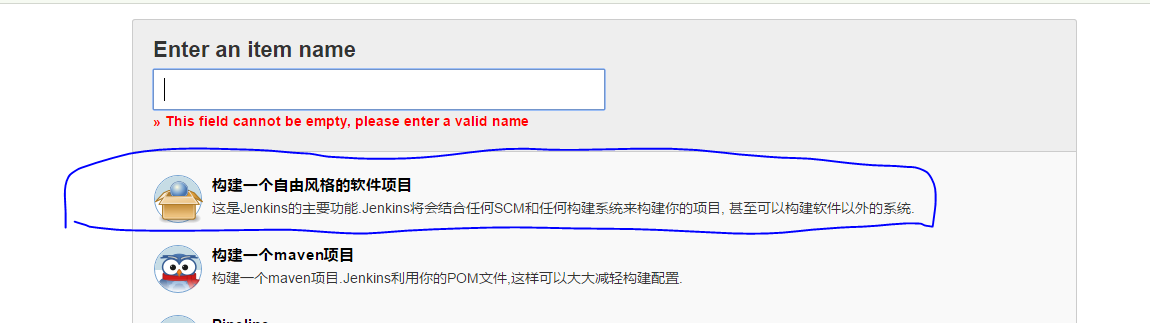 Enter an item name
» This field cannot be empty, please enter a valid name
构建一个自由风格的软件项目
这是Jenkins的主要功能.Jenkins将会结合任何SCM和任何构建系统来构建你的项目, 甚至可以构建软件以外的系统.
构建一个maven项目
构建一个maven项目.Jenkins利用你的POM文件,这样可以大大减轻构建配置.
Pipeline